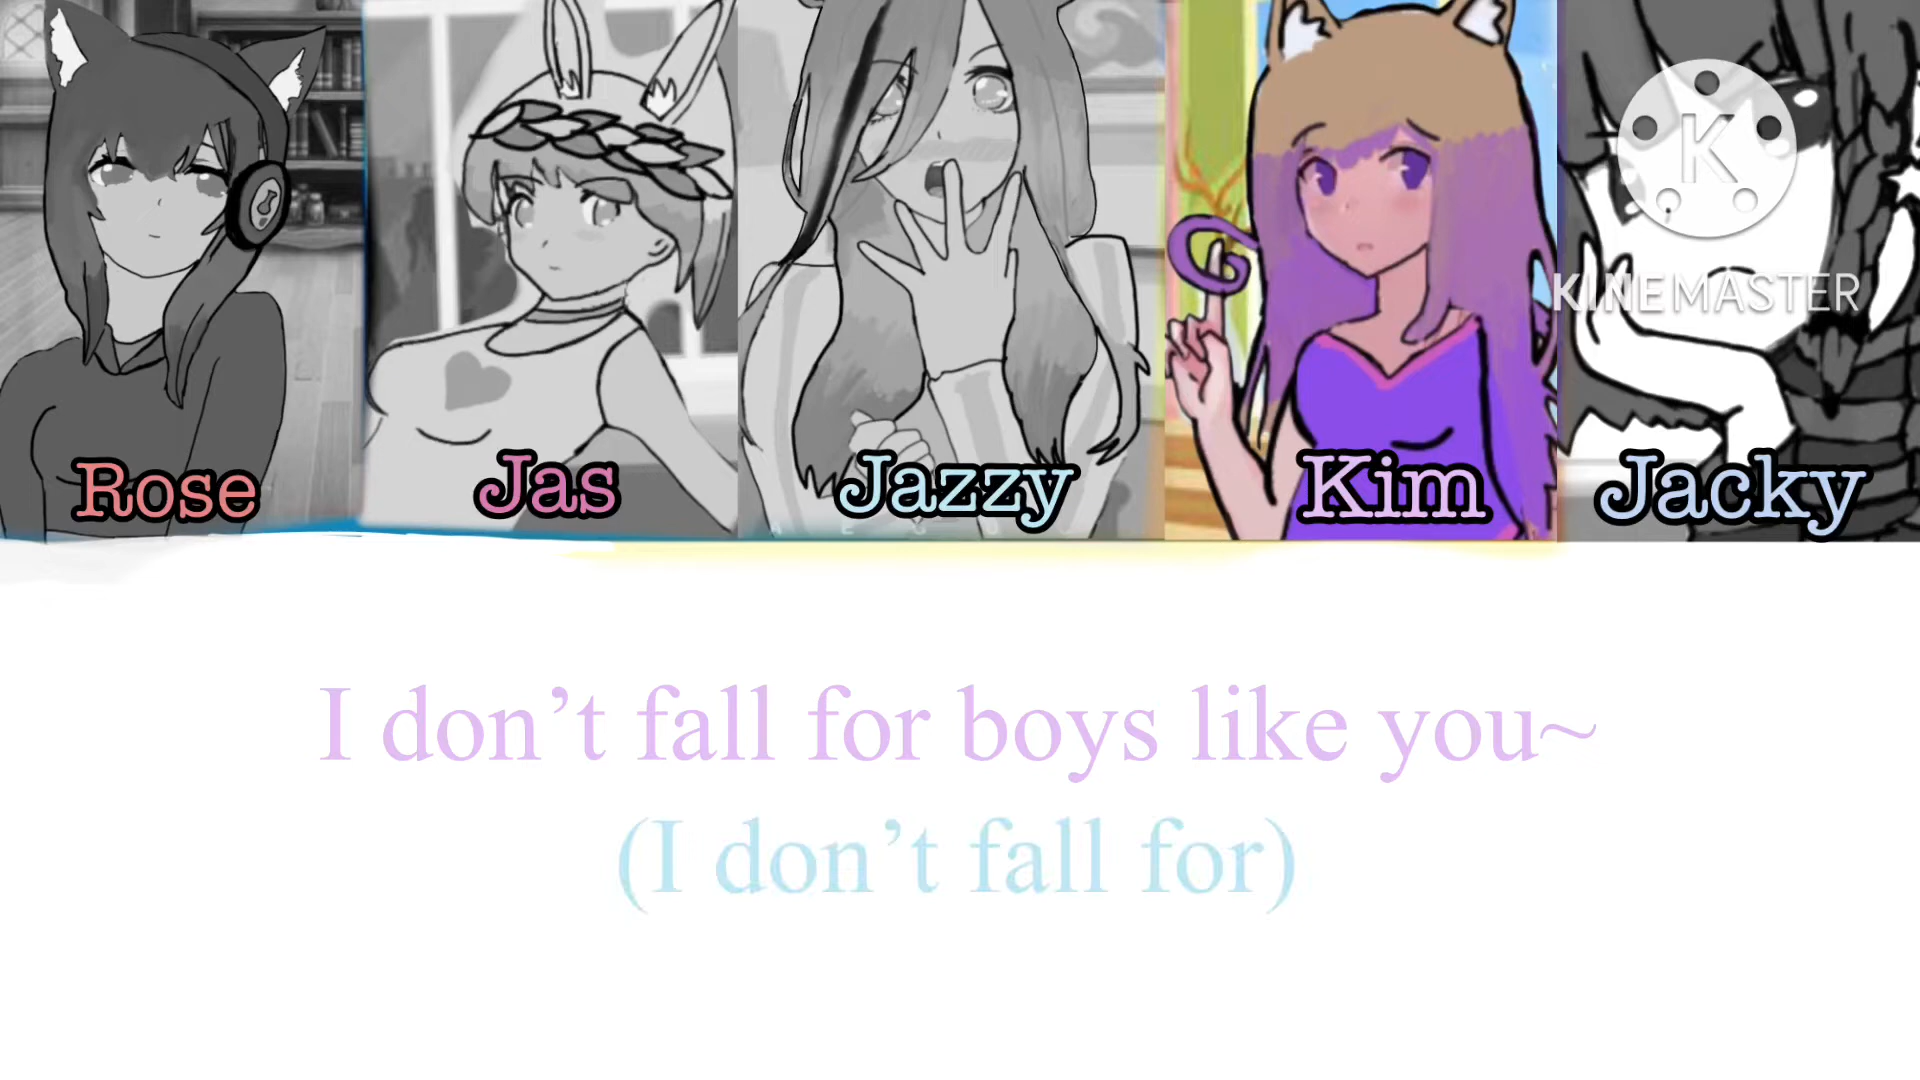 K
KINEMASTER
Rose
Jas
Jazzy
Kim
Jacky
I don’t fall for boys like you~
(I don’t fall for)